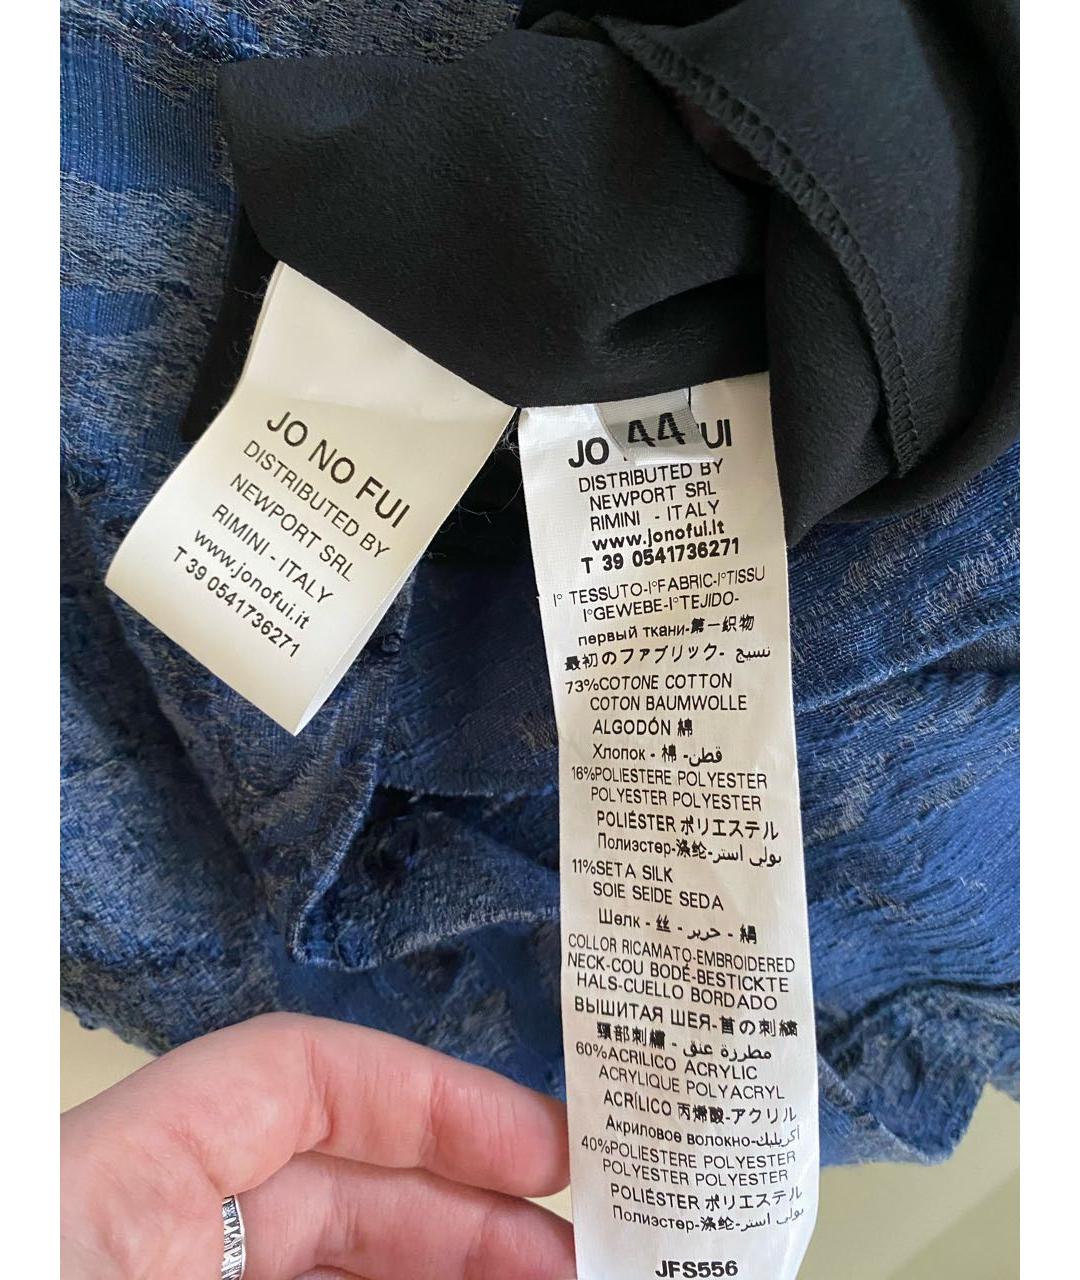 JO NO FUI
DISTRIBUTED BY
NEWPORT SRL
RIMINI - ITALY
www.jonofui.it
T 39 0541736271
44
JO UI
DISTRIBUTED BY
NEWPORT SRL
RIMINI - ITALY
www.jonofui.it
T 39 0541736271
I° TESSUTO-I°FABRIC-I°TISSU
I°GEWEBE-I°TEJIDO-
первый ткани-第一织物
最初のファブリック- نسيج
73%COTONE COTTON
COTON BAUMWOLLE
ALGODÓN 綿
Хлопок - 棉 -قطن
16%POLIESTERE POLYESTER
POLYESTER POLYESTER
POLIÉSTER ポリエステル
Полиэстер-涤纶-بولي استر
11%SETA SILK
SOIE SEIDE SEDA
Шелк - 丝 - حرير - 絹
COLLOR RICAMATO-EMBROIDERED
NECK-COU BODÉ-BESTICKTE
HALS-CUELLO BORDADO
ВЫШИТАЯ ШЕЯ-首の刺繍
頸部刺繡 - مطرزة عنق
60%ACRILICO ACRYLIC
ACRYLIQUE POLYACRYL
ACRÍLICO 丙烯酸-アクリル
Акриловое волокно-اكريليك
40%POLIESTERE POLYESTER
POLYESTER POLYESTER
POLIÉSTER ポリエステル
Полиэстер-涤纶-بولي استر
JFS556